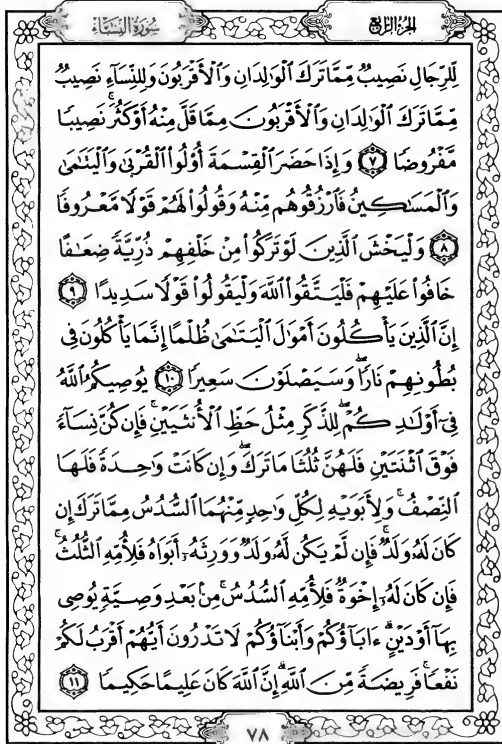 سُورَةُ النِّسَاءِ
الجُزْءُ الرَّابِعُ
لِّلرِّجَالِ نَصِيبٌ مِّمَّا تَرَكَ ٱلْوَٰلِدَانِ وَٱلْأَقْرَبُونَ وَلِلنِّسَآءِ نَصِيبٌ
مِّمَّا تَرَكَ ٱلْوَٰلِدَانِ وَٱلْأَقْرَبُونَ مِمَّا قَلَّ مِنْهُ أَوْ كَثُرَ ۚ نَصِيبًا
مَّفْرُوضًا ٧ وَإِذَا حَضَرَ ٱلْقِسْمَةَ أُو۟لُوا۟ ٱلْقُرْبَىٰ وَٱلْيَتَٰمَىٰ
وَٱلْمَسَٰكِينُ فَٱرْزُقُوهُم مِّنْهُ وَقُولُوا۟ لَهُمْ قَوْلًا مَّعْرُوفًا
٨ وَلْيَخْشَ ٱلَّذِينَ لَوْ تَرَكُوا۟ مِنْ خَلْفِهِمْ ذُرِّيَّةً ضِعَٰفًا
خَافُوا۟ عَلَيْهِمْ فَلْيَتَّقُوا۟ ٱللَّهَ وَلْيَقُولُوا۟ قَوْلًا سَدِيدًا ٩
إِنَّ ٱلَّذِينَ يَأْكُلُونَ أَمْوَٰلَ ٱلْيَتَٰمَىٰ ظُلْمًا إِنَّمَا يَأْكُلُونَ فِى
بُطُونِهِمْ نَارًا ۖ وَسَيَصْلَوْنَ سَعِيرًا ١٠ يُوصِيكُمُ ٱللَّهُ
فِىٓ أَوْلَٰدِكُمْ ۖ لِلذَّكَرِ مِثْلُ حَظِّ ٱلْأُنثَيَيْنِ ۚ فَإِن كُنَّ نِسَآءً
فَوْقَ ٱثْنَتَيْنِ فَلَهُنَّ ثُلُثَا مَا تَرَكَ ۖ وَإِن كَانَتْ وَٰحِدَةً فَلَهَا
ٱلنِّصْفُ ۚ وَلِأَبَوَيْهِ لِكُلِّ وَٰحِدٍ مِّنْهُمَا ٱلسُّدُسُ مِمَّا تَرَكَ إِن
كَانَ لَهُۥ وَلَدٌ ۚ فَإِن لَّمْ يَكُن لَّهُۥ وَلَدٌ وَوَرِثَهُۥٓ أَبَوَاهُ فَلِأُمِّهِ ٱلثُّلُثُ ۚ
فَإِن كَانَ لَهُۥٓ إِخْوَةٌ فَلِأُمِّهِ ٱلسُّدُسُ ۚ مِنۢ بَعْدِ وَصِيَّةٍ يُوصِى
بِهَآ أَوْ دَيْنٍ ۗ ءَابَآؤُكُمْ وَأَبْنَآؤُكُمْ لَا تَدْرُونَ أَيُّهُمْ أَقْرَبُ لَكُمْ
نَفْعًا ۚ فَرِيضَةً مِّنَ ٱللَّهِ ۗ إِنَّ ٱللَّهَ كَانَ عَلِيمًا حَكِيمًا ١١
٧٨